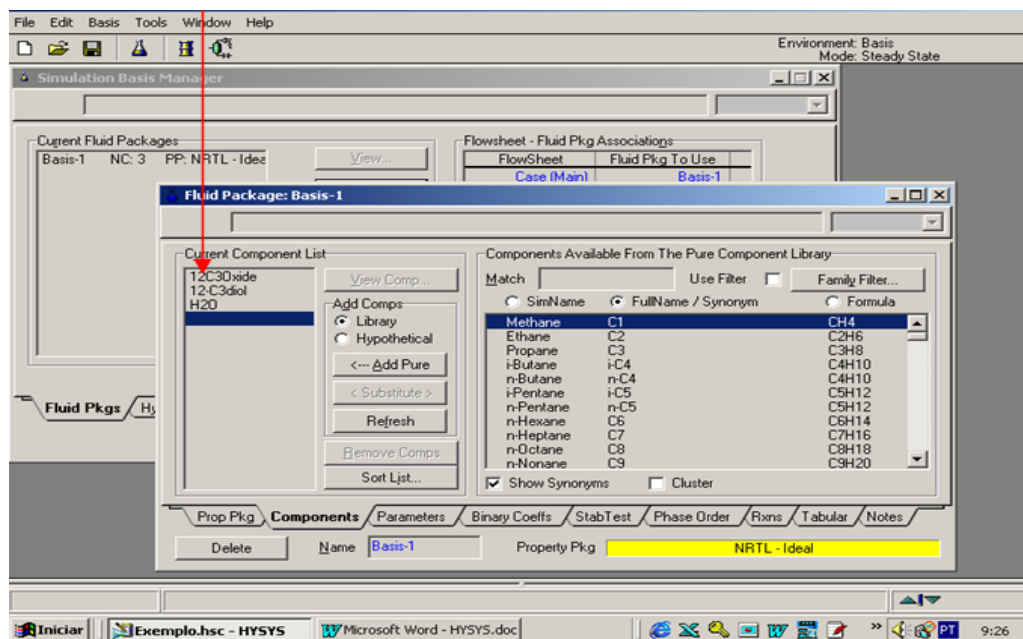 File Edit Basis Tools Window Help
Environment: Basis
Mode: Steady State
Simulation Basis Manager
Current Fluid Packages
Flowsheet - Fluid Pkg Associations
Basis-1 NC: 3 PP: NRTL - Idea
View...
FlowSheet Fluid Pkg To Use
Case (Main) Basis-1
Fluid Package: Basis-1
Current Component List
Components Available From The Pure Component Library
12C3Oxide
12-C3diol
H2O
View Comp...
Match Use Filter Family Filter...
Add Comps
SimName FullName / Synonym Formula
Library
Hypothetical
<--- Add Pure
< Substitute >
Refresh
Remove Comps
Sort List...
Methane C1 CH4
Ethane C2 C2H6
Propane C3 C3H8
i-Butane i-C4 C4H10
n-Butane n-C4 C4H10
i-Pentane i-C5 C5H12
n-Pentane n-C5 C5H12
n-Hexane C6 C6H14
n-Heptane C7 C7H16
n-Octane C8 C8H18
n-Nonane C9 C9H20
Show Synonyms Cluster
Fluid Pkgs Hy
Prop Pkg Components Parameters Binary Coeffs StabTest Phase Order Rxns Tabular Notes
Delete Name Basis-1 Property Pkg NRTL - Ideal
Iniciar Exemplo.hsc - HYSYS Microsoft Word - HYSYS.doc » PT 9:26